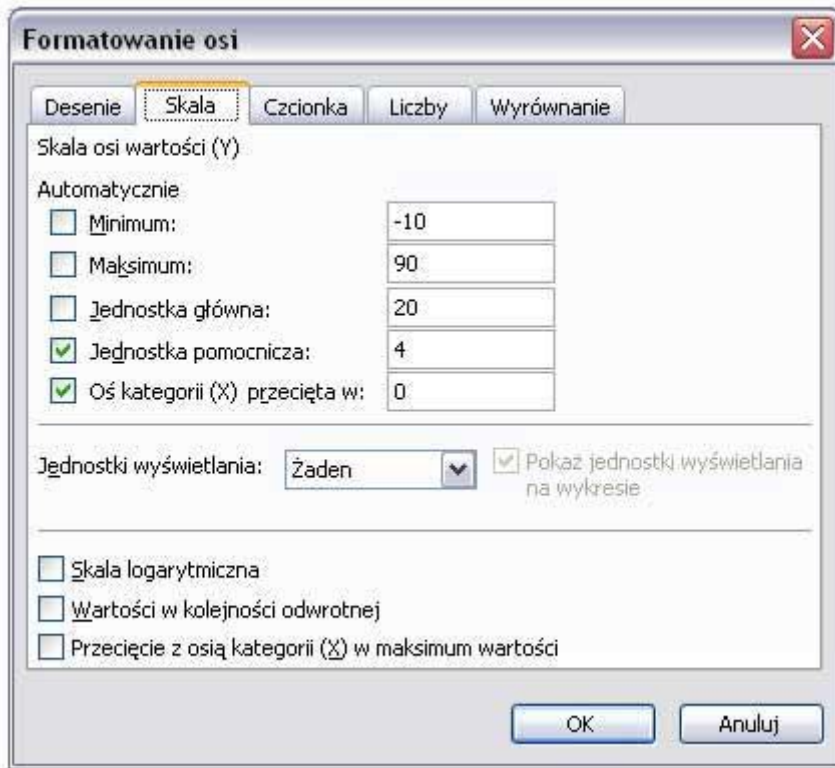 Formatowanie osi
Desenie Skala Czcionka Liczby Wyrównanie
Skala osi wartości (Y)
Automatycznie
Minimum: -10
Maksimum: 90
Jednostka główna: 20
Jednostka pomocnicza: 4
Oś kategorii (X) przecięta w: 0
Jednostki wyświetlania: Żaden Pokaż jednostki wyświetlania
na wykresie
Skala logarytmiczna
Wartości w kolejności odwrotnej
Przecięcie z osią kategorii (X) w maksimum wartości
OK Anuluj